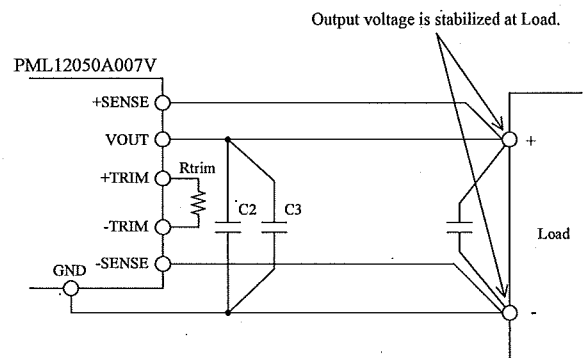 Output voltage is stabilized at Load.
PML12050A007V
+SENSE
VOUT
+
+TRIM
Rtrim
C2
C3
-TRIM
Load
-SENSE
GND
-